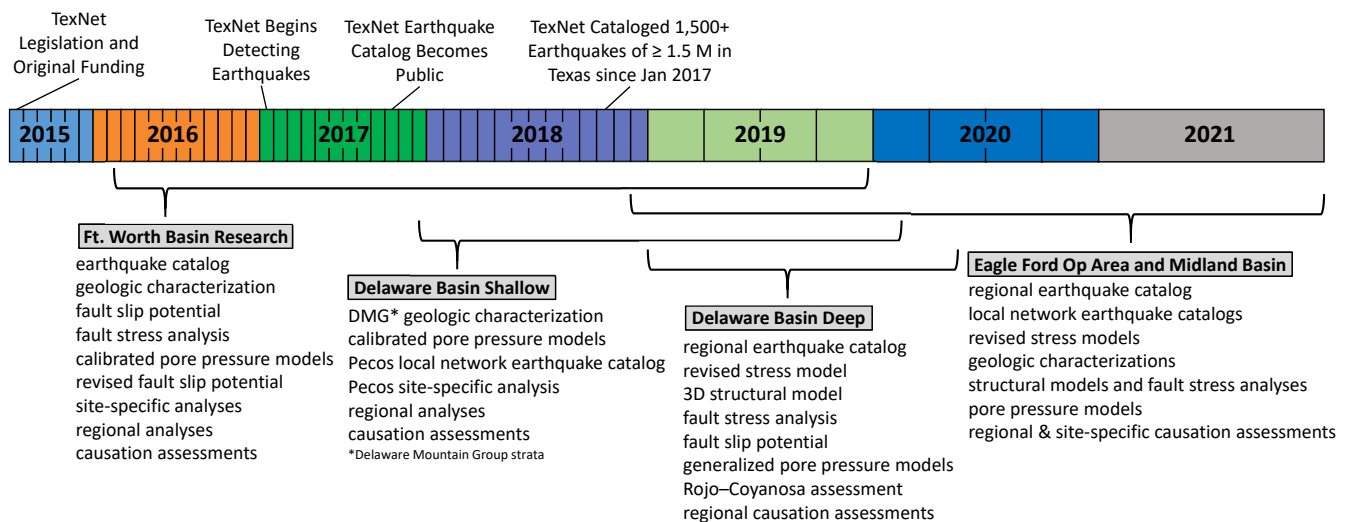 TexNet
Legislation and
Original Funding
TexNet Begins
Detecting
Earthquakes
TexNet Earthquake
Catalog Becomes
Public
TexNet Cataloged 1,500+
Earthquakes of ≥ 1.5 M in
Texas since Jan 2017
2015
2016
2017
2018
2019
2020
2021
Ft. Worth Basin Research
earthquake catalog
geologic characterization
fault slip potential
fault stress analysis
calibrated pore pressure models
revised fault slip potential
site-specific analyses
regional analyses
causation assessments
Delaware Basin Shallow
DMG* geologic characterization
calibrated pore pressure models
Pecos local network earthquake catalog
Pecos site-specific analysis
regional analyses
causation assessments
*Delaware Mountain Group strata
Delaware Basin Deep
regional earthquake catalog
revised stress model
3D structural model
fault stress analysis
fault slip potential
generalized pore pressure models
Rojo–Coyanosa assessment
regional causation assessments
Eagle Ford Op Area and Midland Basin
regional earthquake catalog
local network earthquake catalogs
revised stress models
geologic characterizations
structural models and fault stress analyses
pore pressure models
regional & site-specific causation assessments